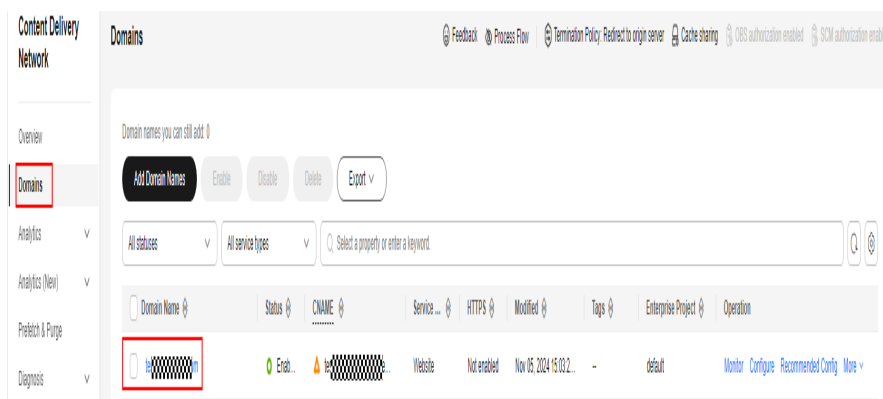 Content Delivery
Network
Domains
Feedback Process Flow Termination Policy: Redirect to origin server Cache sharing OBS authorization enabled SCM authorization enabl
Overview
Domains
Analytics
Analytics (New)
Prefetch & Purge
Diagnosis
Domain names you can still add: 0
Add Domain Names Enable Disable Delete Export
All statuses All service types Select a property or enter a keyword.
Domain Name Status CNAME Service ... HTTPS Modified Tags Enterprise Project Operation
Enab... Website Not enabled Nov 05, 2024 15:03:2... -- default Monitor Configure Recommended Config More